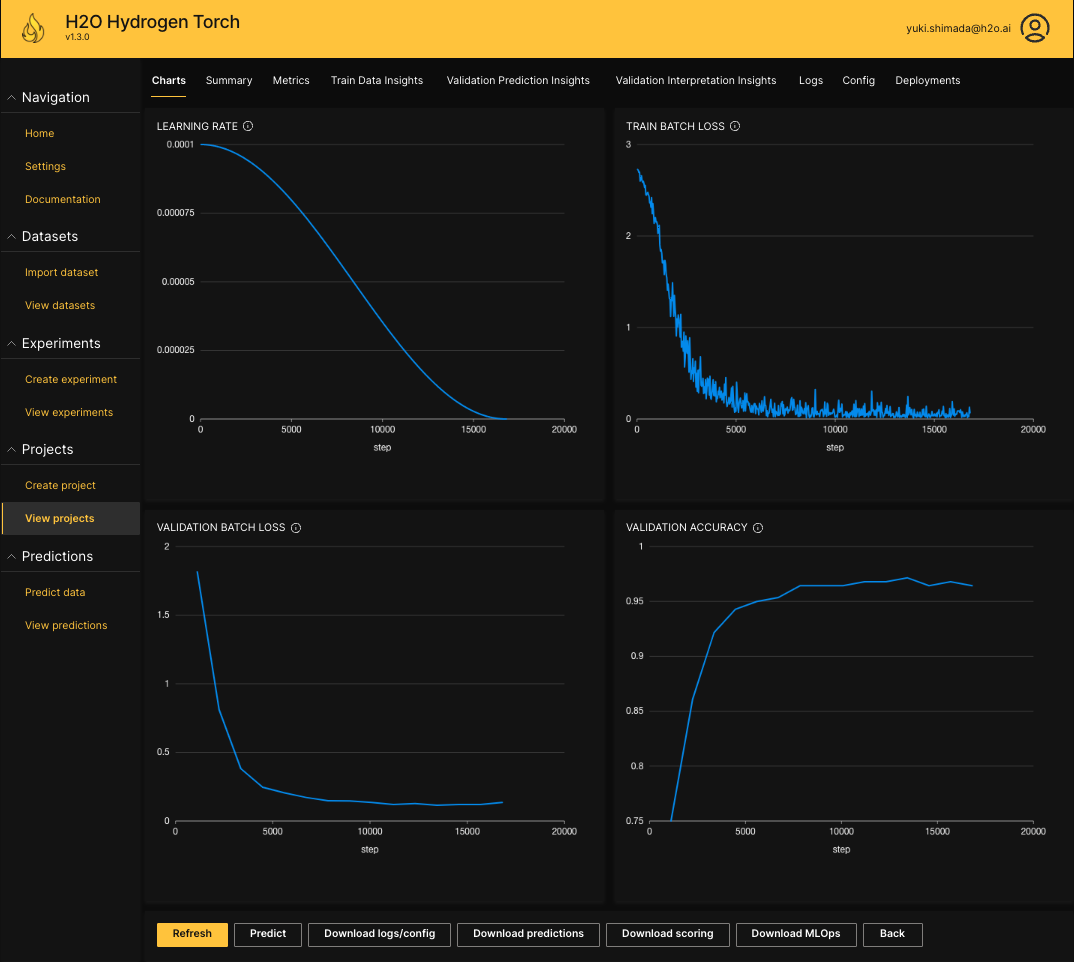 H2O Hydrogen Torch
v1.3.0
yuki.shimada@h2o.ai
Navigation
Home
Settings
Documentation
Datasets
Import dataset
View datasets
Experiments
Create experiment
View experiments
Projects
Create project
View projects
Predictions
Predict data
View predictions
Charts Summary Metrics Train Data Insights Validation Prediction Insights Validation Interpretation Insights Logs Config Deployments
LEARNING RATE
0.0001
0.000075
0.00005
0.000025
0
0 5000 10000 15000 20000
step
TRAIN BATCH LOSS
3
2
1
0
0 5000 10000 15000 20000
step
VALIDATION BATCH LOSS
2
1.5
1
0.5
0
0 5000 10000 15000 20000
step
VALIDATION ACCURACY
1
0.95
0.9
0.85
0.8
0.75
0 5000 10000 15000 20000
step
Refresh Predict Download logs/config Download predictions Download scoring Download MLOps Back